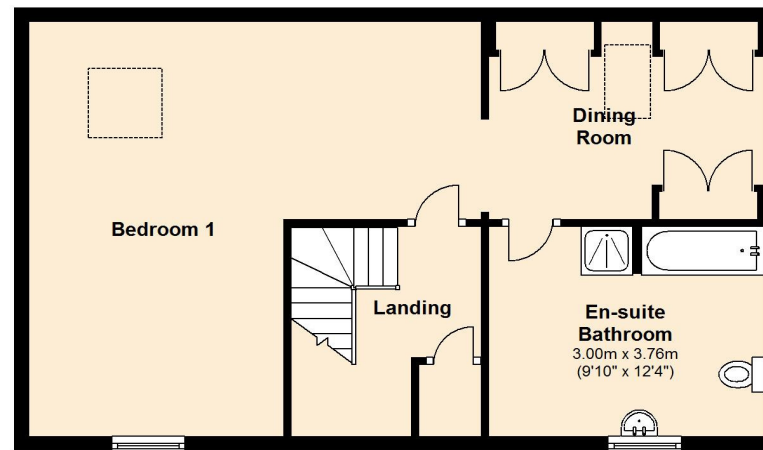 Dining
Room
Bedroom 1
Landing
En-suite
Bathroom
3.00m x 3.76m
(9'10" x 12'4")